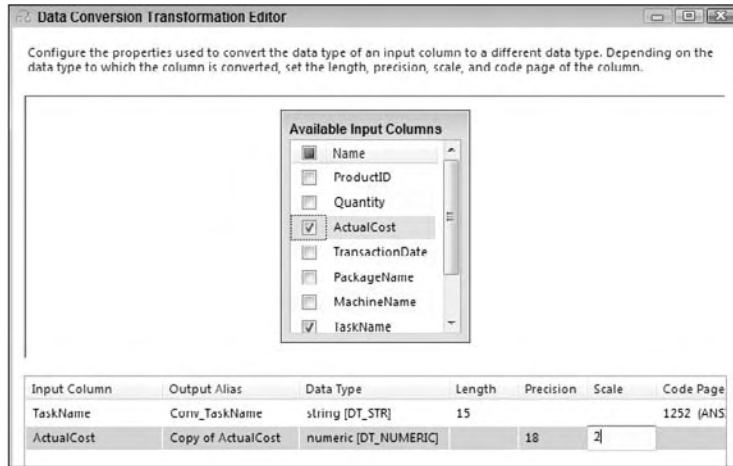 Data Conversion Transformation Editor
Configure the properties used to convert the data type of an input column to a different data type. Depending on the
data type to which the column is converted, set the length, precision, scale, and code page of the column.
Available Input Columns
Name
ProductID
Quantity
ActualCost
TransactionDate
PackageName
MachineName
TaskName
Input Column Output Alias Data Type Length Precision Scale Code Page
TaskName Conv_TaskName string [DT_STR] 15 1252 (ANS
ActualCost Copy of ActualCost numeric [DT_NUMERIC] 18 2